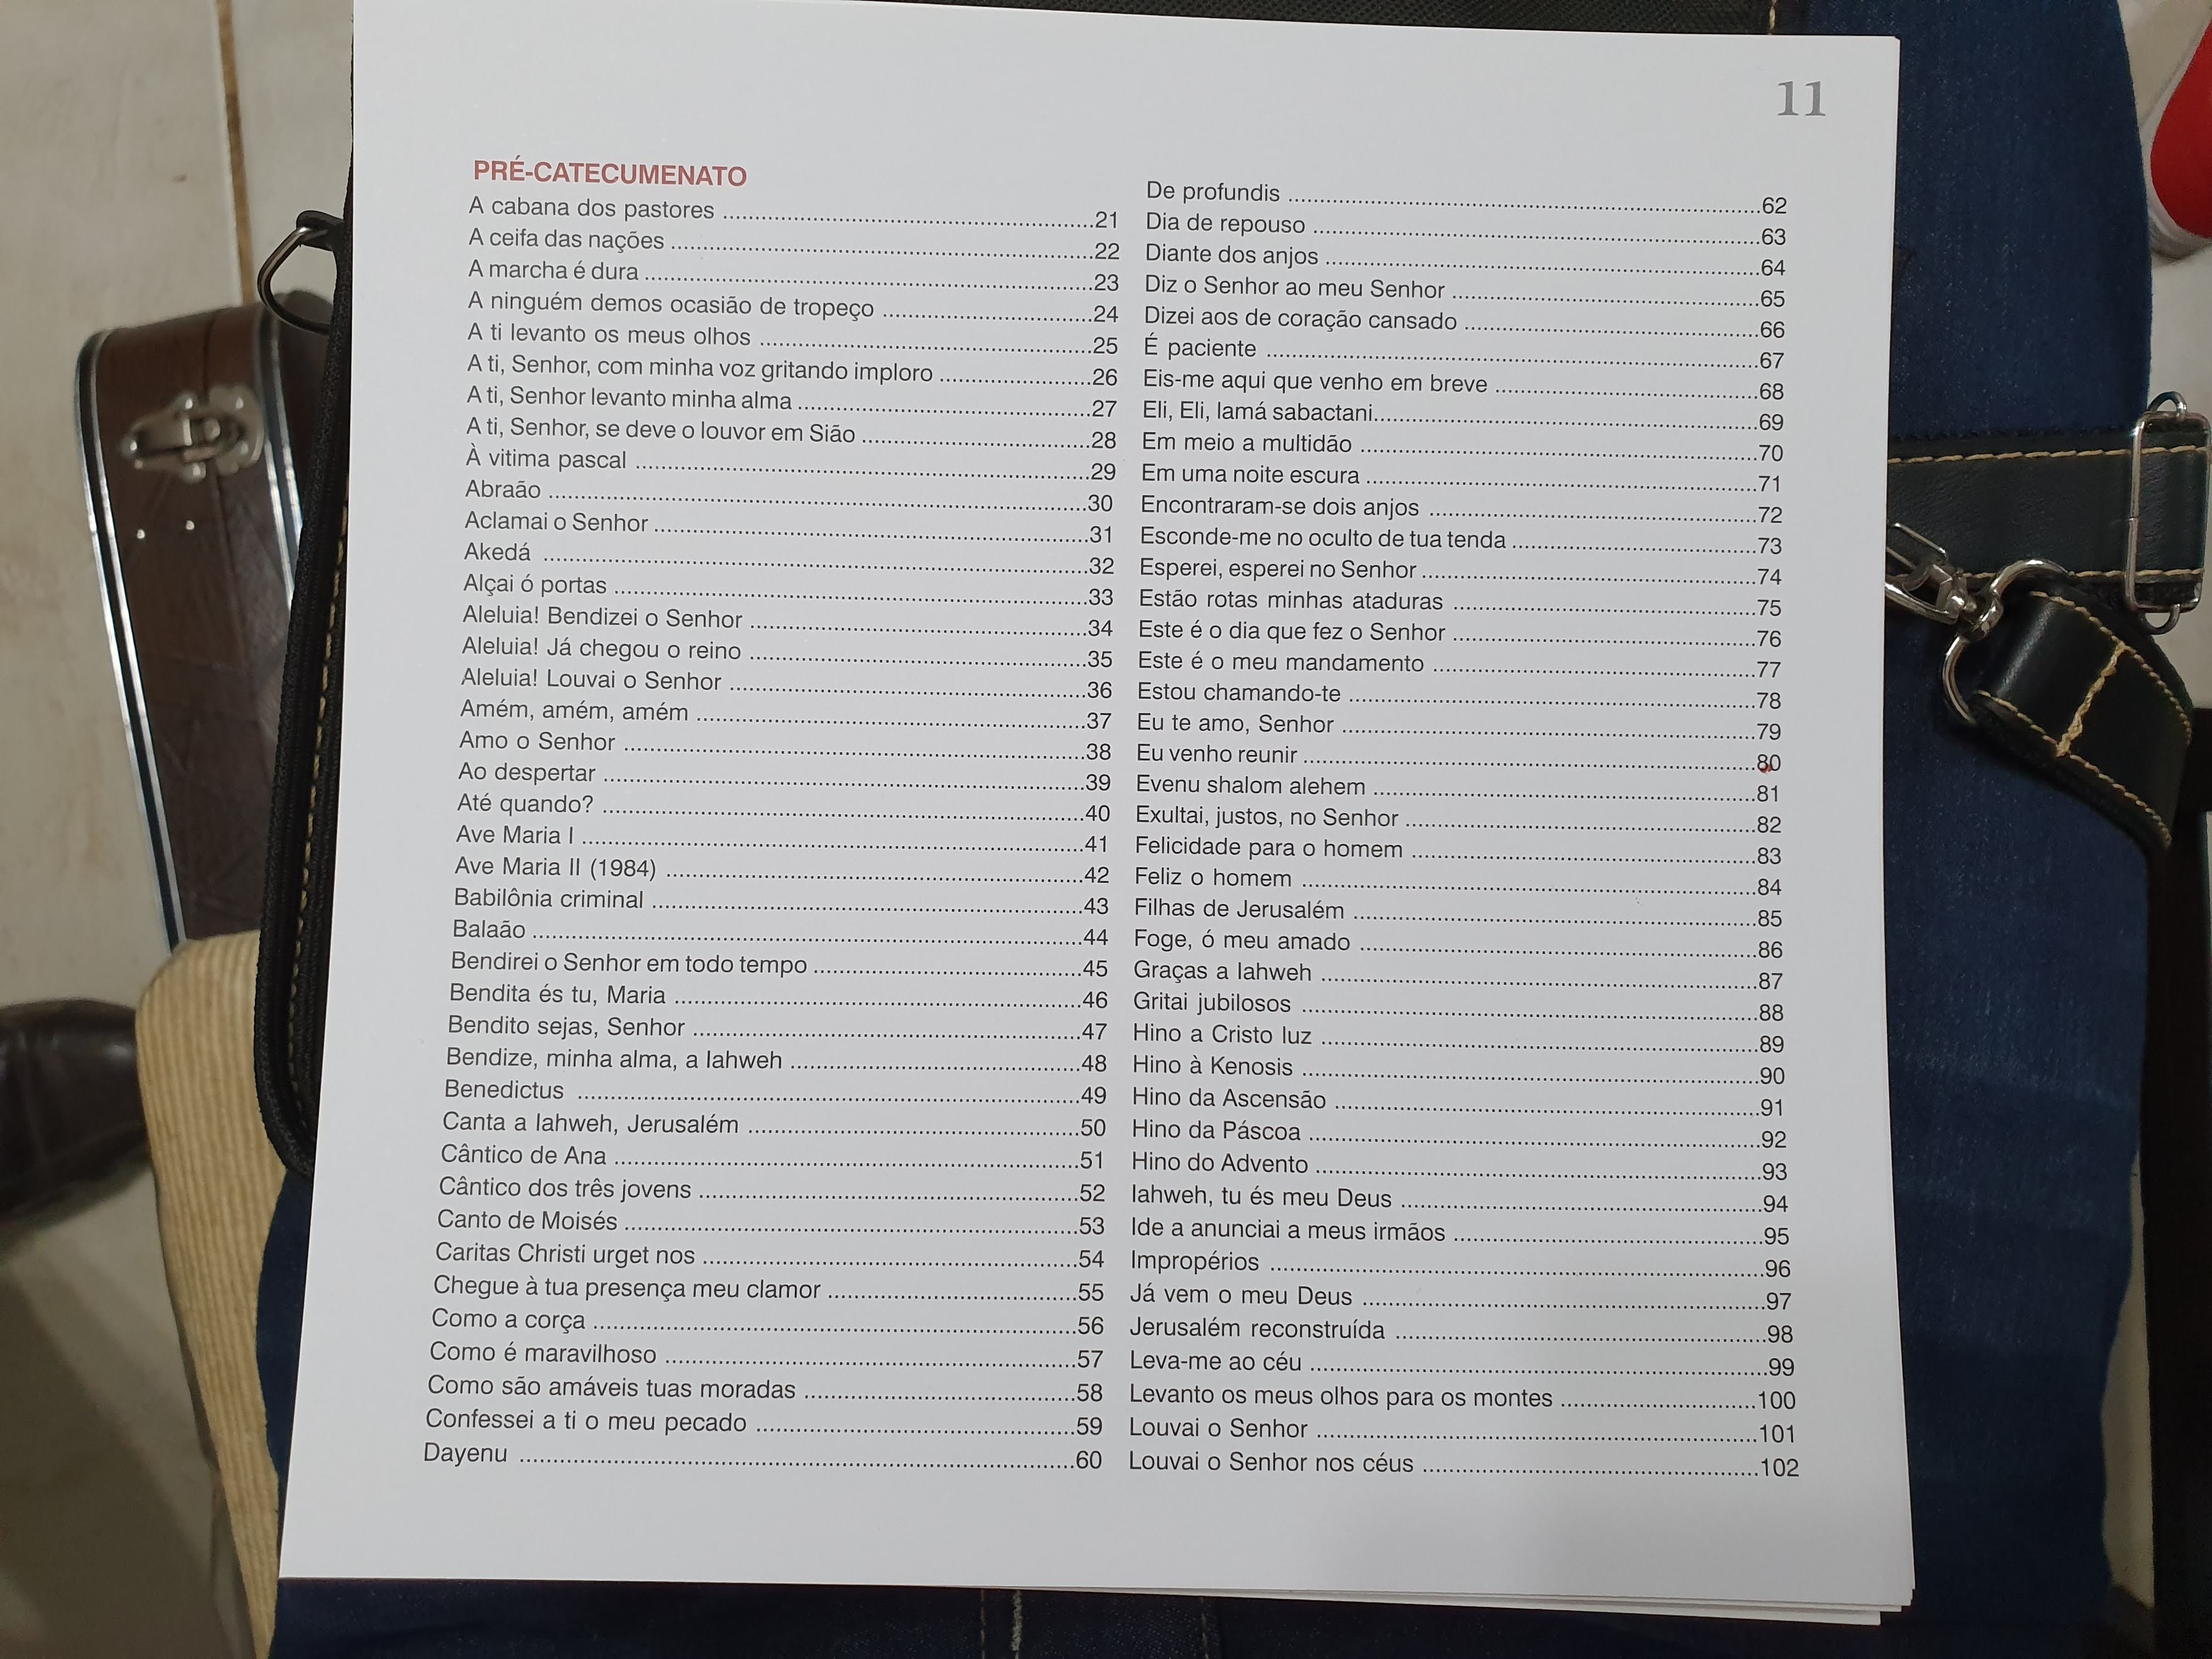 11
PRÉ-CATECUMENATO
A cabana dos pastores ........................................................21
A ceifa das nações ........................................................22
A marcha é dura ........................................................23
A ninguém demos ocasião de tropeço ................................24
A ti levanto os meus olhos ................................................25
A ti, Senhor, com minha voz gritando imploro .......................26
A ti, Senhor levanto minha alma ............................................27
A ti, Senhor, se deve o louvor em Sião ...................................28
À vitima pascal ........................................................29
Abraão ........................................................30
Aclamai o Senhor ........................................................31
Akedá ........................................................32
Alçai ó portas ........................................................33
Aleluia! Bendizei o Senhor ................................................34
Aleluia! Já chegou o reino ................................................35
Aleluia! Louvai o Senhor ................................................36
Amém, amém, amém ........................................................37
Amo o Senhor ........................................................38
Ao despertar ........................................................39
Até quando? ........................................................40
Ave Maria I ........................................................41
Ave Maria II (1984) ........................................................42
Babilônia criminal ........................................................43
Balaão ........................................................44
Bendirei o Senhor em todo tempo ........................................45
Bendita és tu, Maria ........................................................46
Bendito sejas, Senhor ........................................................47
Bendize, minha alma, a Iahweh ............................................48
Benedictus ........................................................49
Canta a Iahweh, Jerusalém ................................................50
Cântico de Ana ........................................................51
Cântico dos três jovens ........................................................52
Canto de Moisés ........................................................53
Caritas Christi urget nos ........................................................54
Chegue à tua presença meu clamor .....................................55
Como a corça ........................................................56
Como é maravilhoso ........................................................57
Como são amáveis tuas moradas ........................................58
Confessei a ti o meu pecado ................................................59
Dayenu ........................................................60
De profundis ........................................................62
Dia de repouso ........................................................63
Diante dos anjos ........................................................64
Diz o Senhor ao meu Senhor ................................................65
Dizei aos de coração cansado ............................................66
É paciente ........................................................67
Eis-me aqui que venho em breve ........................................68
Eli, Eli, lamá sabactani........................................................69
Em meio a multidão ........................................................70
Em uma noite escura ........................................................71
Encontraram-se dois anjos ................................................72
Esconde-me no oculto de tua tenda .....................................73
Esperei, esperei no Senhor ................................................74
Estão rotas minhas ataduras ............................................75
Este é o dia que fez o Senhor ............................................76
Este é o meu mandamento ................................................77
Estou chamando-te ........................................................78
Eu te amo, Senhor ........................................................79
Eu venho reunir ........................................................80
Evenu shalom alehem ........................................................81
Exultai, justos, no Senhor ................................................82
Felicidade para o homem ................................................83
Feliz o homem ........................................................84
Filhas de Jerusalém ........................................................85
Foge, ó meu amado ........................................................86
Graças a Iahweh ........................................................87
Gritai jubilosos ........................................................88
Hino a Cristo luz ........................................................89
Hino à Kenosis ........................................................90
Hino da Ascensão ........................................................91
Hino da Páscoa ........................................................92
Hino do Advento ........................................................93
Iahweh, tu és meu Deus ................................................94
Ide a anunciai a meus irmãos ............................................95
Impropérios ........................................................96
Já vem o meu Deus ........................................................97
Jerusalém reconstruída ................................................98
Leva-me ao céu ........................................................99
Levanto os meus olhos para os montes .............................100
Louvai o Senhor ........................................................101
Louvai o Senhor nos céus ................................................102